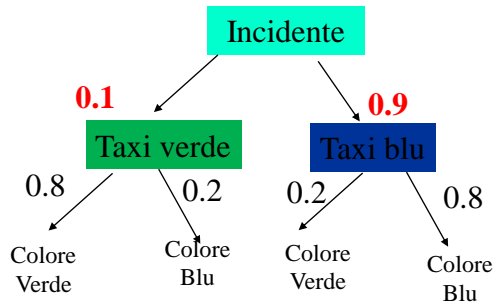 Incidente
0.1 0.9
Taxi verde Taxi blu
0.8 0.2 0.2 0.8
Colore Colore Colore Colore
Verde Blu Verde Blu